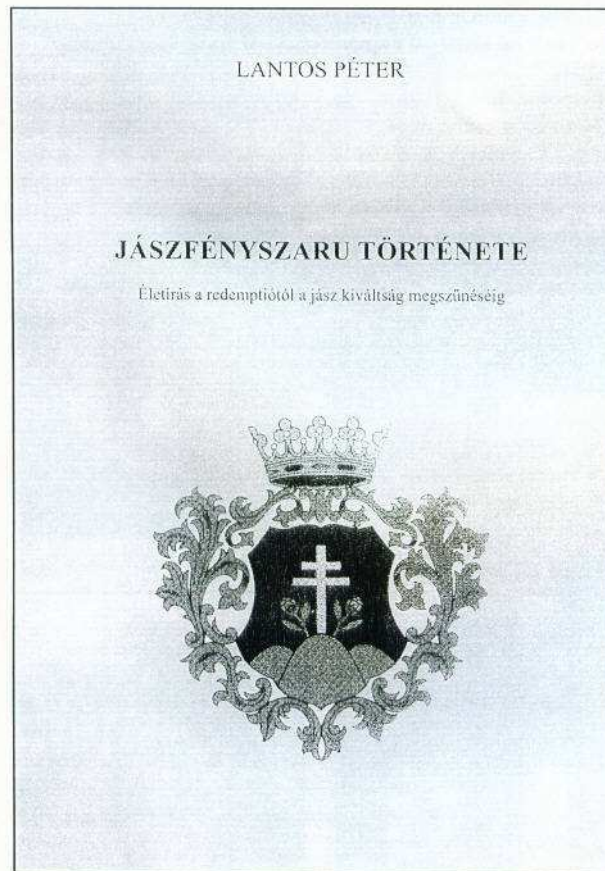 LANTOS PÉTER
JÁSZFÉNYSZARU TÖRTÉNETE
Életírás a redemptiótól a jász kiváltság megszűnéséig